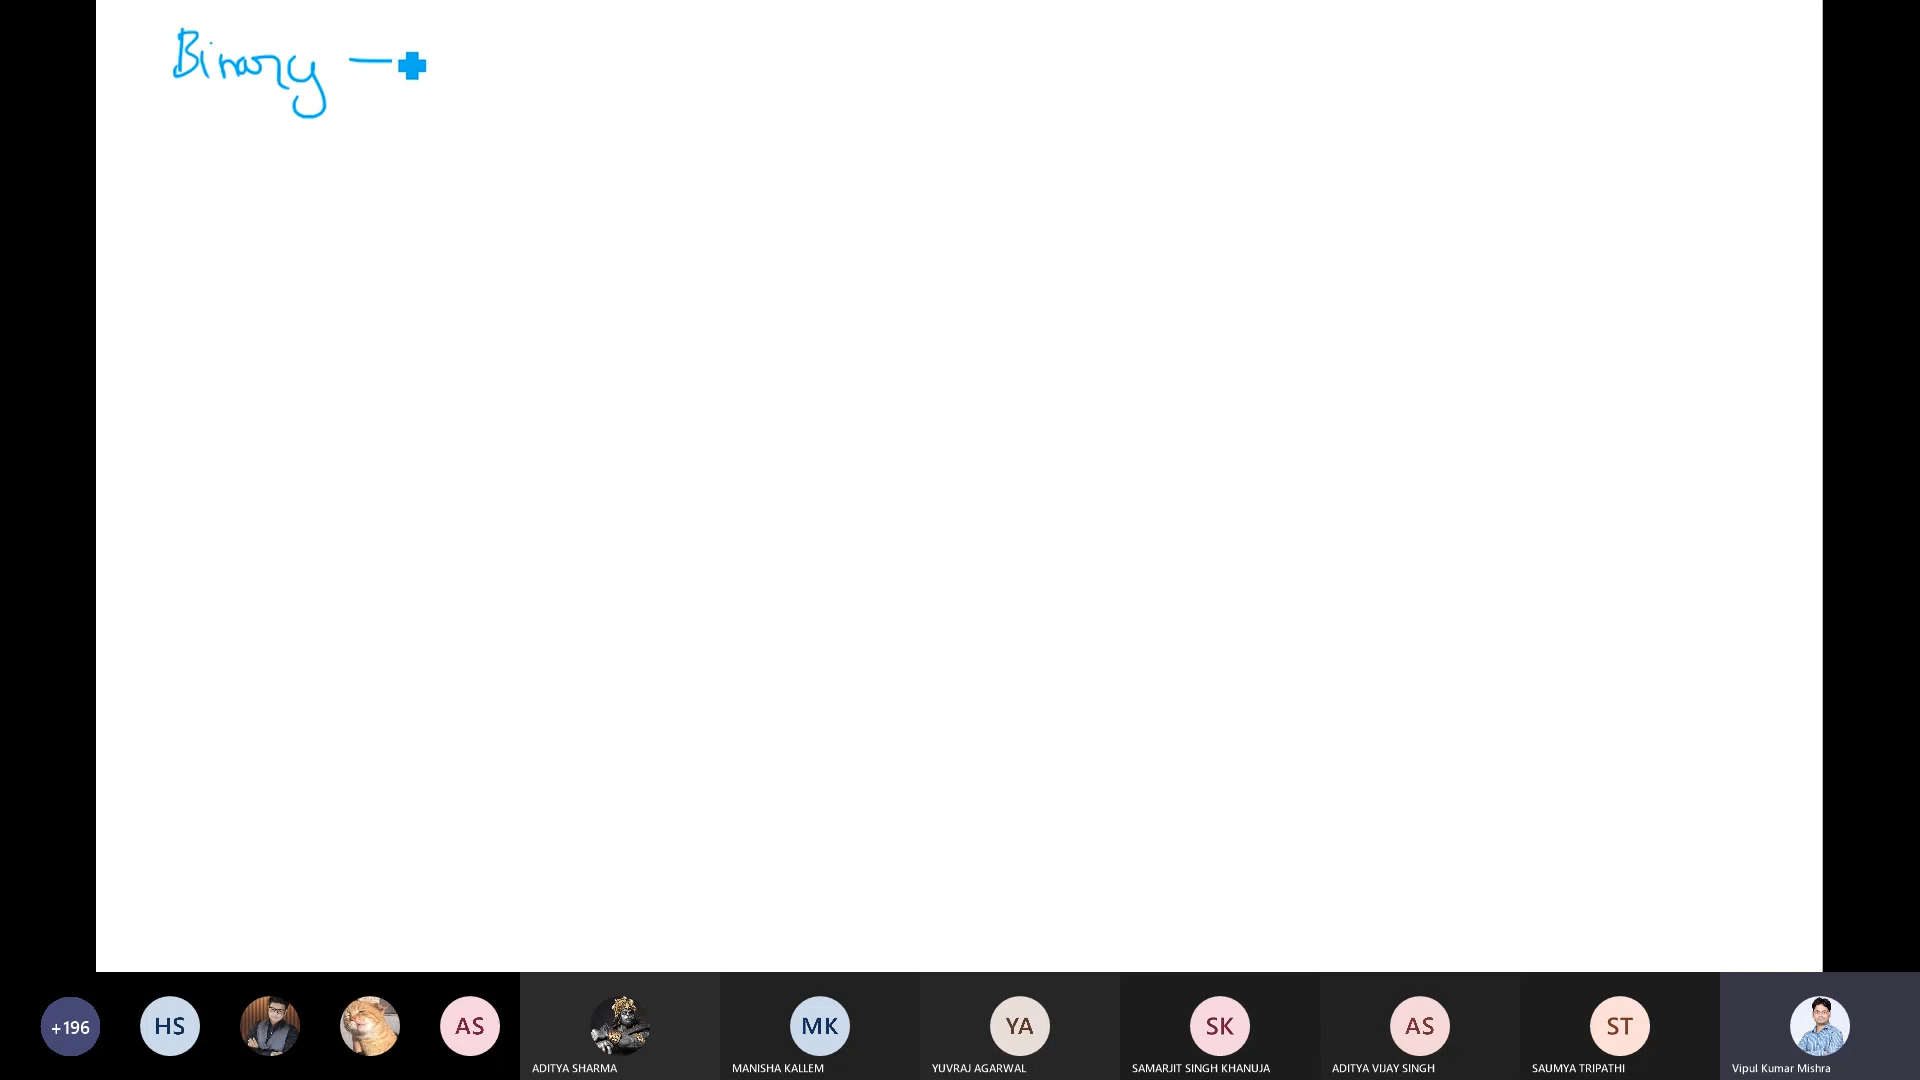 Binary —
+196
HS
AS
MK
YA
SK
AS
ST
ADITYA SHARMA
MANISHA KALLEM
YUVRAJ AGARWAL
SAMARJIT SINGH KHANUJA
ADITYA VIJAY SINGH
SAUMYA TRIPATHI
Vipul Kumar Mishra